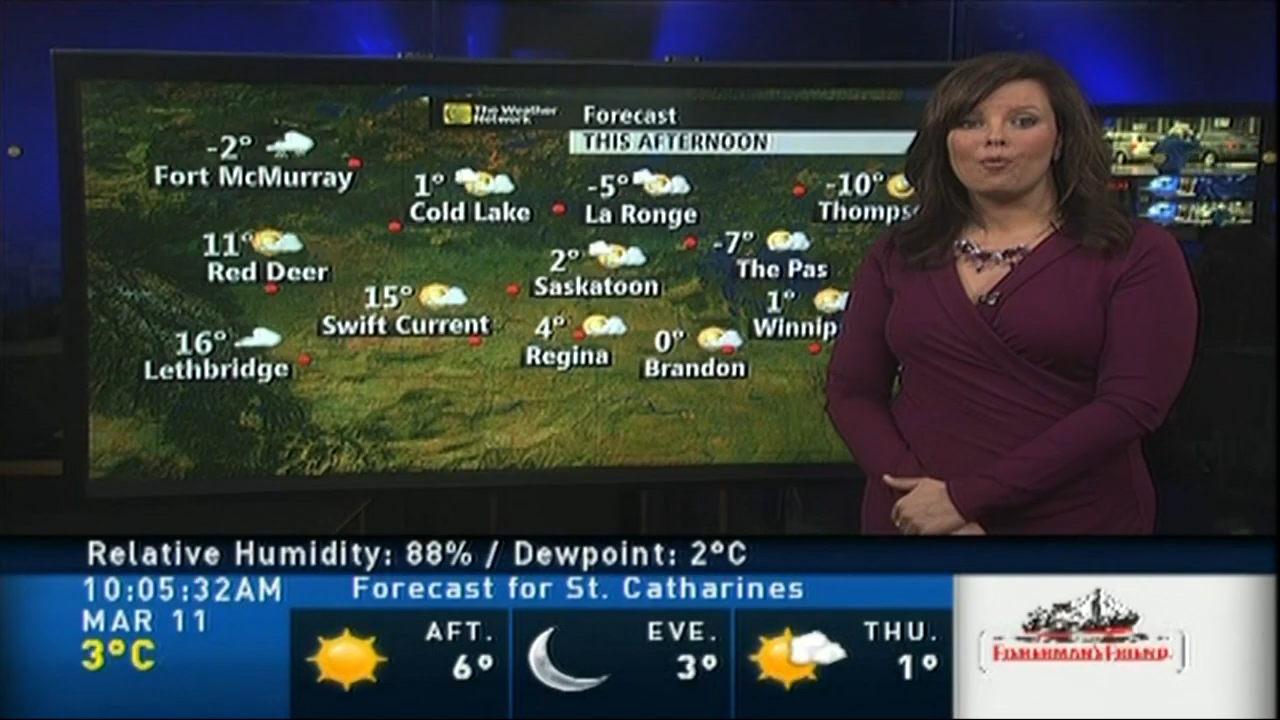 The Weather
Network
Forecast
THIS AFTERNOON
-2°
Fort McMurray
1°
Cold Lake
-5°
La Ronge
-10°
Thomps
11°
Red Deer
2°
Saskatoon
-7°
The Pas
15°
Swift Current
4°
Regina
0°
Brandon
1°
Winnip
16°
Lethbridge
Relative Humidity: 88% / Dewpoint: 2°C
10:05:32AM
MAR 11
3°C
Forecast for St. Catharines
AFT.
6°
EVE.
3°
THU.
1°
FISHERMAN'S FRIEND